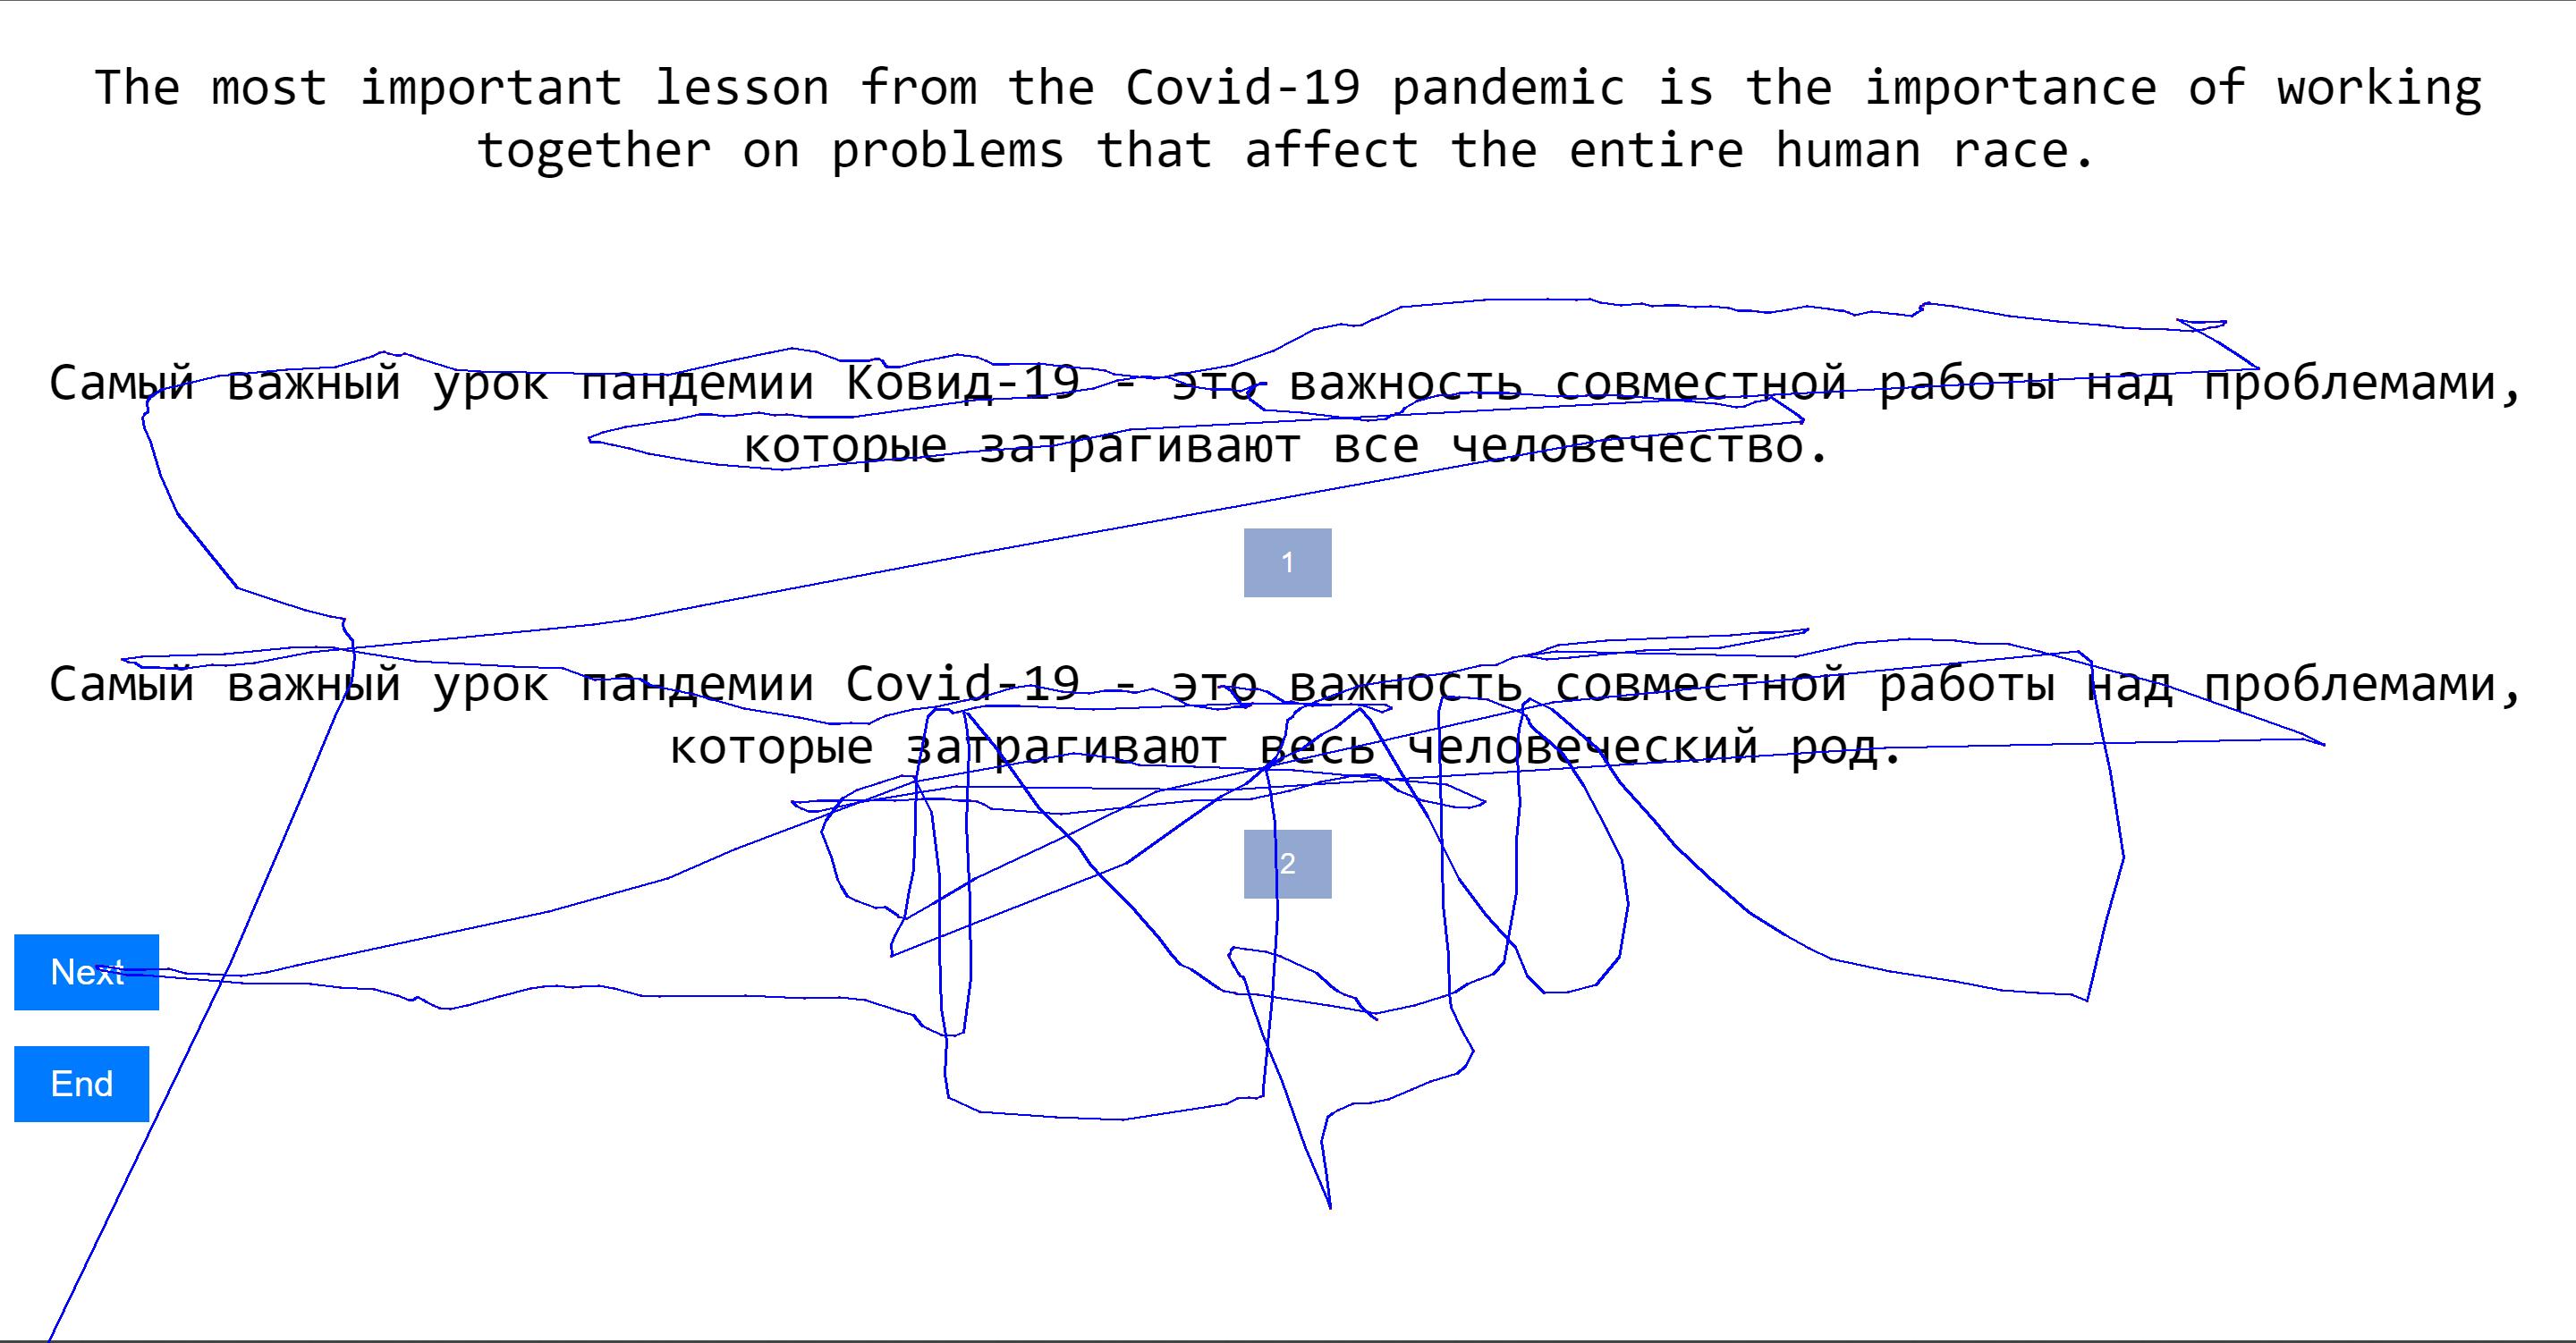 The most important lesson from the Covid-19 pandemic is the importance of working
together on problems that affect the entire human race.
Самый важный урок пандемии Ковид-19 - это важность совместной работы над проблемами,
которые затрагивают все человечество.
1
Самый важный урок пандемии Covid-19 - это важность совместной работы над проблемами,
которые затрагивают весь человеческий род.
2
Next
End